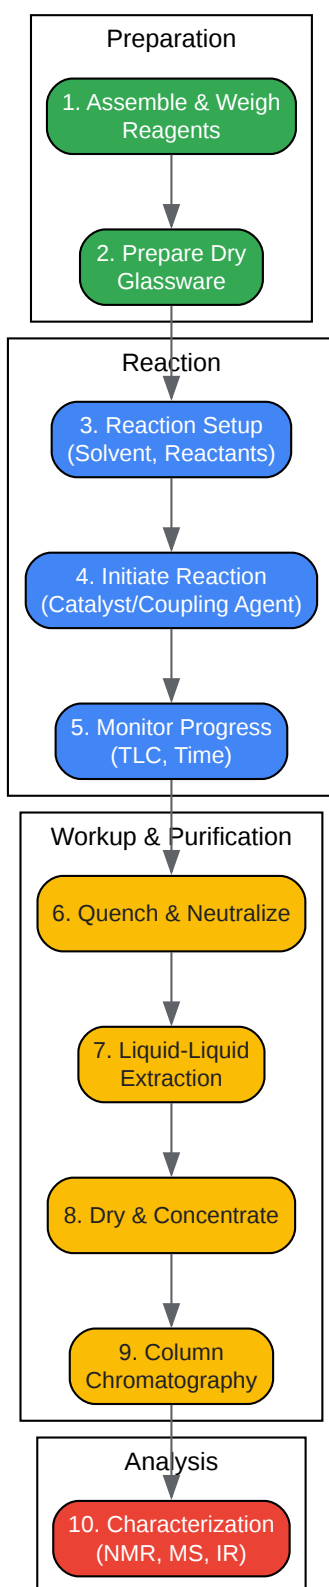 Preparation
1. Assemble & Weigh
Reagents
2. Prepare Dry
Glassware
Reaction
3. Reaction Setup
(Solvent, Reactants)
4. Initiate Reaction
(Catalyst/Coupling Agent)
5. Monitor Progress
(TLC, Time)
Workup & Purification
6. Quench & Neutralize
7. Liquid-Liquid
Extraction
8. Dry & Concentrate
9. Column
Chromatography
Analysis
10. Characterization
(NMR, MS, IR)